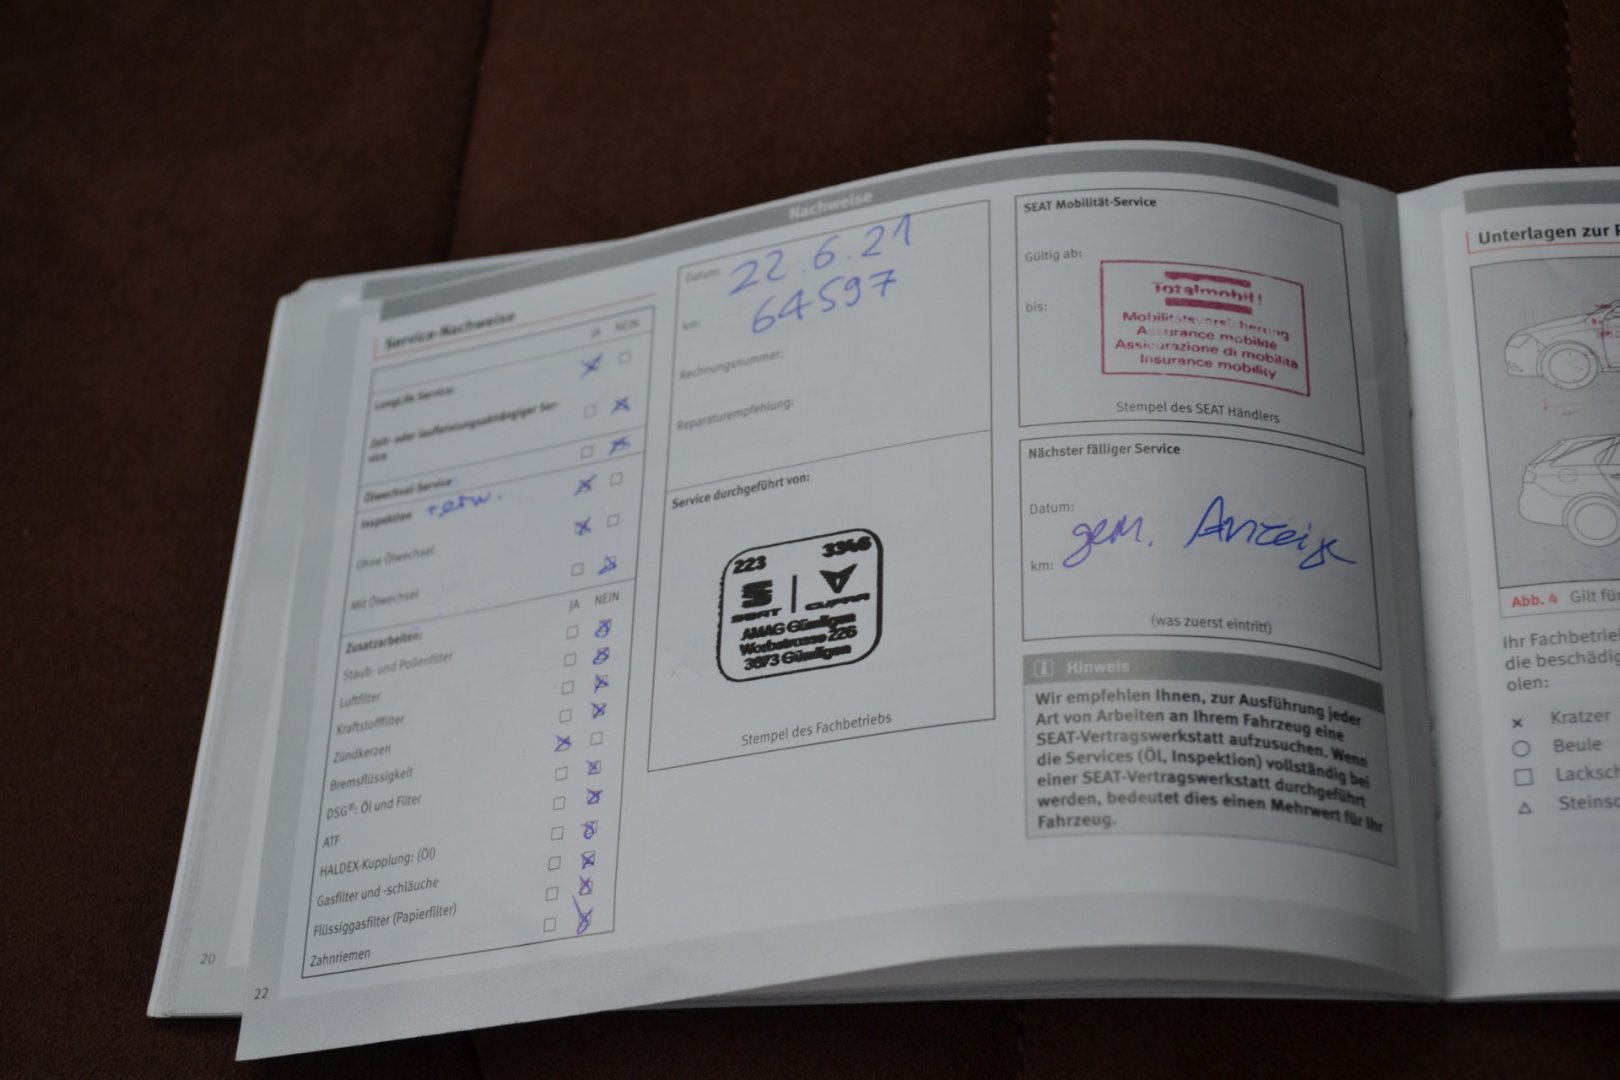 Nachweise
Service-Nachweise
JA NEIN
LongLife Service:
Zeit- oder laufleistungsabhängiger Ser-
vice
Ölwechsel-Service
Inspektion
Ohne Ölwechsel
Mit Ölwechsel
Zusatzarbeiten:
JA NEIN
Staub- und Pollenfilter
Luftfilter
Kraftstofffilter
Zündkerzen
Bremsflüssigkeit
DSG®: Öl und Filter
ATF
HALDEX-Kupplung: (Öl)
Gasfilter und -schläuche
Flüssiggasfilter (Papierfilter)
Zahnriemen
20
22
Datum: 22.6.21
km: 64597
Rechnungsnummer:
Reparaturempfehlung:
Service durchgeführt von:
223 3346
SEAT CUPRA
AMAG Gümligen
Worbstrasse 226
3073 Gümligen
Stempel des Fachbetriebs
SEAT Mobilität-Service
Gültig ab:
bis:
Totalmobil!
Mobilitätsversicherung
Assurance mobilité
Assicurazione di mobilità
Insurance mobility
Stempel des SEAT Händlers
Nächster fälliger Service
Datum:
gem. Anzeige
km:
(was zuerst eintritt)
i Hinweis
Wir empfehlen Ihnen, zur Ausführung jeder
Art von Arbeiten an Ihrem Fahrzeug eine
SEAT-Vertragswerkstatt aufzusuchen. Wenn
die Services (Öl, Inspektion) vollständig bei
einer SEAT-Vertragswerkstatt durchgeführt
werden, bedeutet dies einen Mehrwert für Ihr
Fahrzeug.
Unterlagen zur
Abb. 4 Gilt für
Ihr Fachbetrieb
die beschädig
olen:
Kratzer
Beule
Lacksch
Steinsc